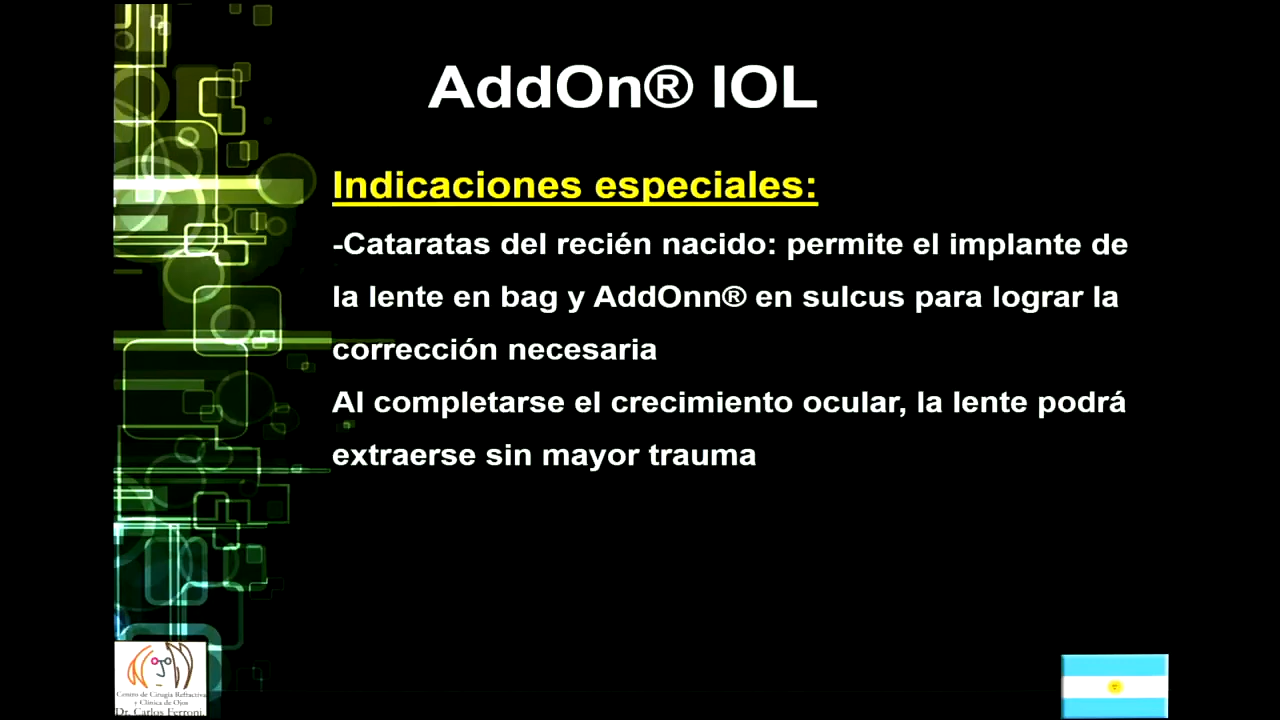 AddOn® IOL
Indicaciones especiales:
-Cataratas del recién nacido: permite el implante de
la lente en bag y AddOnn® en sulcus para lograr la
corrección necesaria
Al completarse el crecimiento ocular, la lente podrá
extraerse sin mayor trauma
Centro de Cirugía Refractiva
y Clínica de Ojos
Dr. Carlos Ferroni